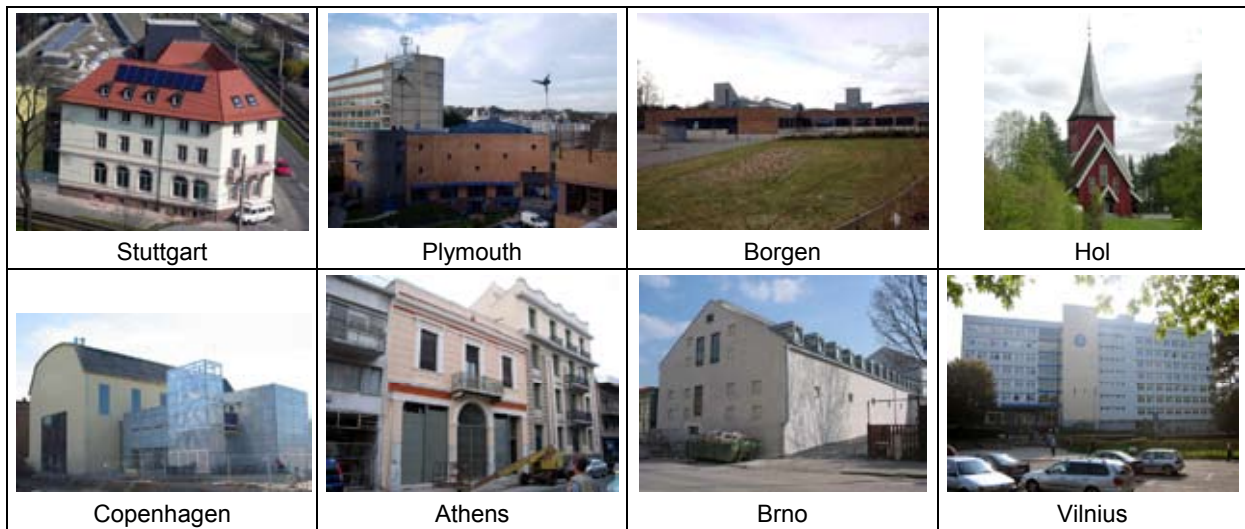 Stuttgart
Plymouth
Borgen
Hol
Copenhagen
Athens
Brno
Vilnius